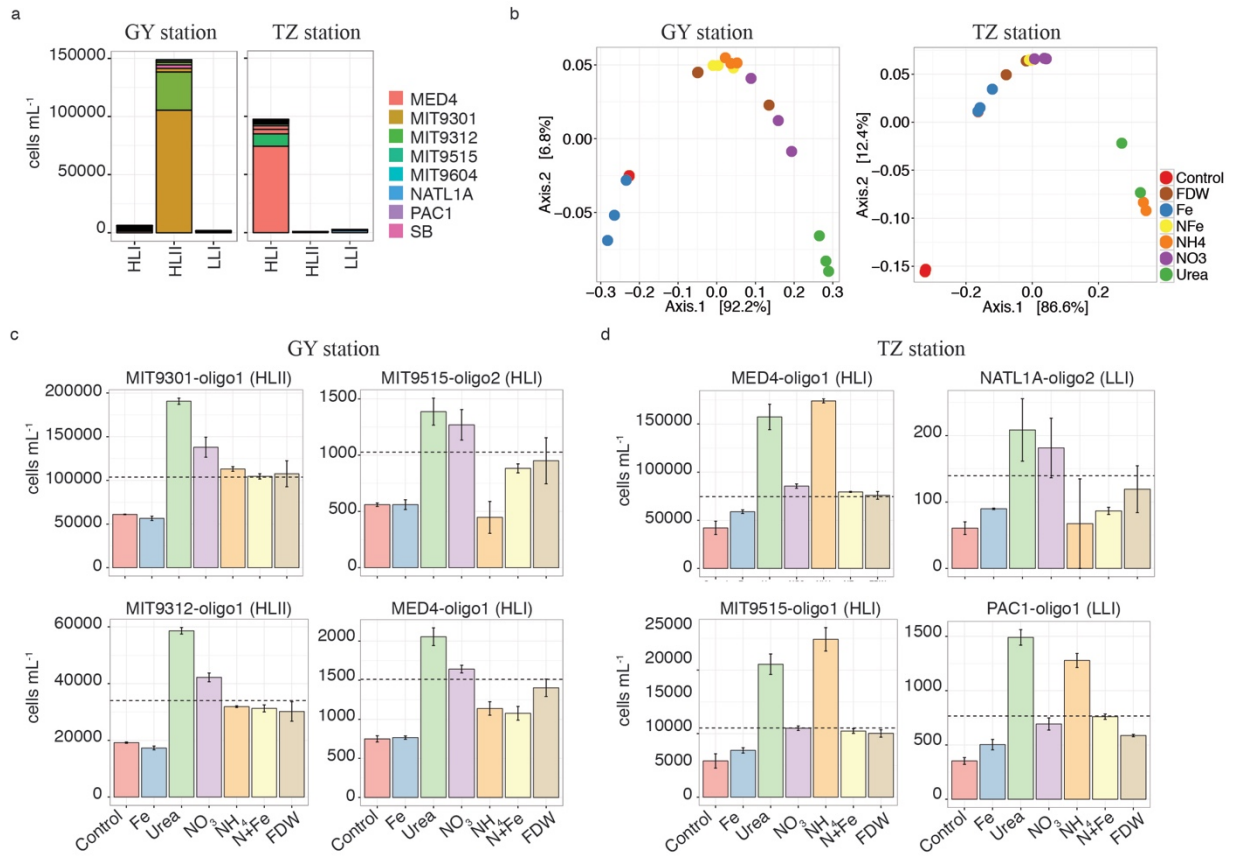 a
GY station
TZ station
150000
100000
50000
0
cells mL⁻¹
HLI
HLII
LLI
HLI
HLII
LLI
MED4
MIT9301
MIT9312
MIT9515
MIT9604
NATL1A
PAC1
SB
b
GY station
0.05
0.00
−0.05
Axis.2 [6.8%]
−0.3 −0.2 −0.1 0.0 0.1 0.2 0.3
Axis.1 [92.2%]
TZ station
0.05
0.00
−0.05
−0.10
−0.15
Axis.2 [12.4%]
−0.2 0.0 0.2
Axis.1 [86.6%]
Control
FDW
Fe
NFe
NH4
NO3
Urea
c
GY station
MIT9301-oligo1 (HLII)
200000
150000
100000
50000
0
cells mL⁻¹
MIT9515-oligo2 (HLI)
1500
1000
500
0
MIT9312-oligo1 (HLII)
60000
40000
20000
0
cells mL⁻¹
Control Fe Urea NO₃ NH₄ N+Fe FDW
MED4-oligo1 (HLI)
2000
1500
1000
500
0
Control Fe Urea NO₃ NH₄ N+Fe FDW
d
TZ station
MED4-oligo1 (HLI)
150000
100000
50000
0
cells mL⁻¹
NATL1A-oligo2 (LLI)
200
100
0
MIT9515-oligo1 (HLI)
25000
20000
15000
10000
5000
0
cells mL⁻¹
Control Fe Urea NO₃ NH₄ N+Fe FDW
PAC1-oligo1 (LLI)
1500
1000
500
0
Control Fe Urea NO₃ NH₄ N+Fe FDW